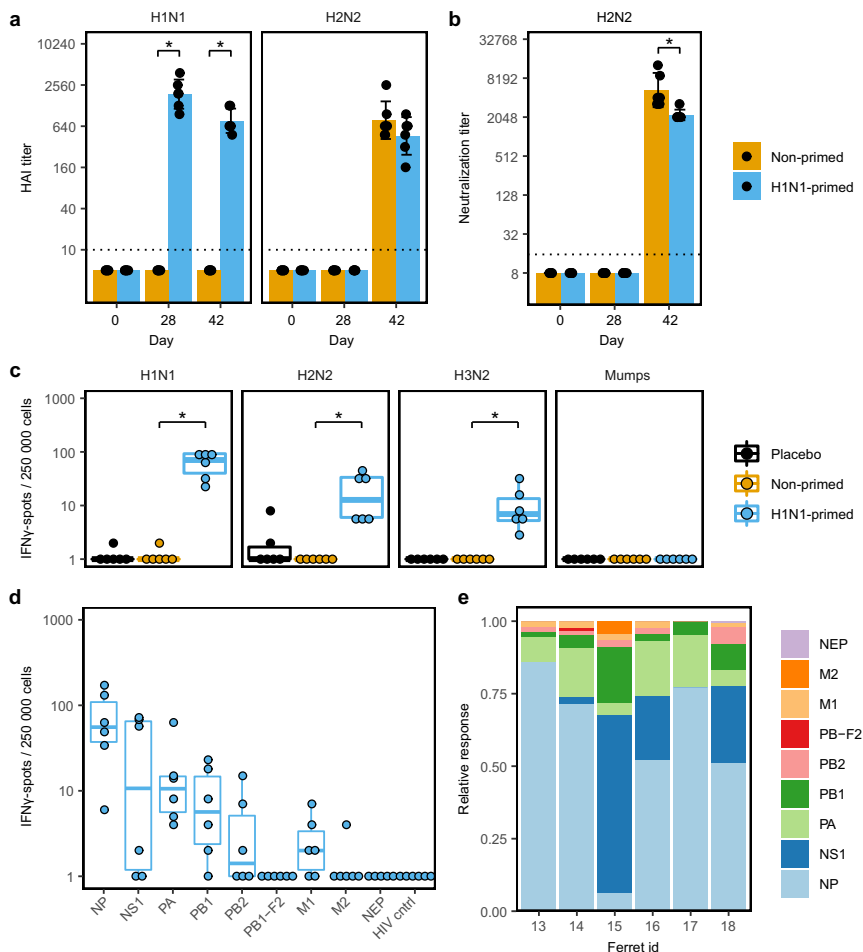 a
H1N1
H2N2
HAI titer
10240
2560
640
160
40
10
*
*
0
28
42
0
28
42
Day
Day
b
H2N2
Neutralization titer
32768
8192
2048
512
128
32
8
*
0
28
42
Day
Non-primed
H1N1-primed
c
H1N1
H2N2
H3N2
Mumps
IFNγ-spots / 250 000 cells
1000
100
10
1
*
*
*
Placebo
Non-primed
H1N1-primed
d
IFNγ-spots / 250 000 cells
1000
100
10
1
NP
NS1
PA
PB1
PB2
PB1-F2
M1
M2
NEP
HIV cntrl
e
Relative response
1.00
0.75
0.50
0.25
0.00
13
14
15
16
17
18
Ferret id
NEP
M2
M1
PB-F2
PB2
PB1
PA
NS1
NP